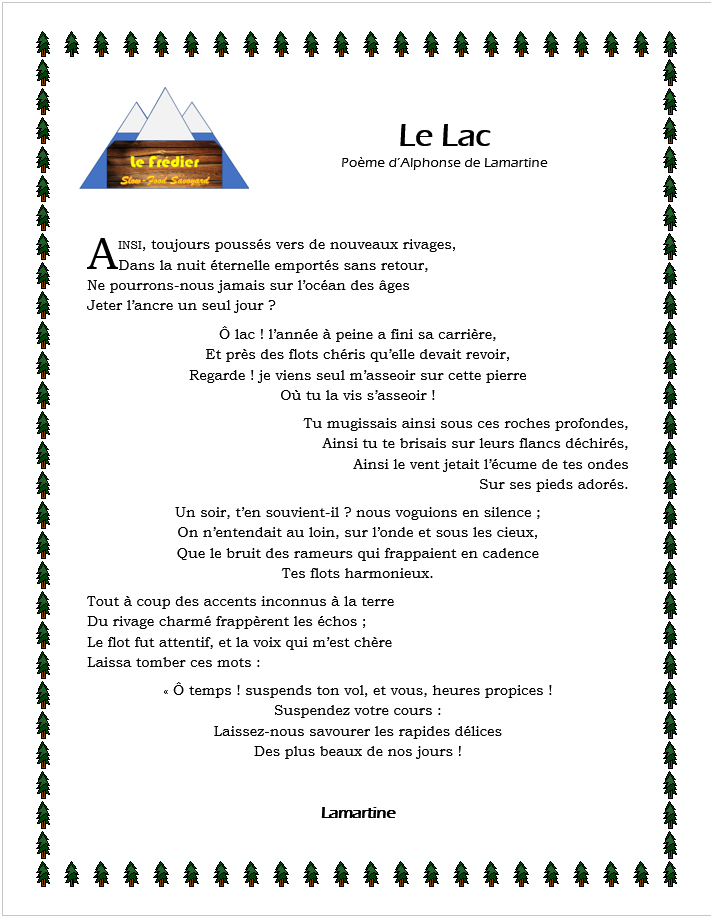 Le Frédier
Slow-Food Savoyard
Le Lac
Poème d’Alphonse de Lamartine
AINSI, toujours poussés vers de nouveaux rivages,
Dans la nuit éternelle emportés sans retour,
Ne pourrons-nous jamais sur l’océan des âges
Jeter l’ancre un seul jour ?
Ô lac ! l’année à peine a fini sa carrière,
Et près des flots chéris qu’elle devait revoir,
Regarde ! je viens seul m’asseoir sur cette pierre
Où tu la vis s’asseoir !
Tu mugissais ainsi sous ces roches profondes,
Ainsi tu te brisais sur leurs flancs déchirés,
Ainsi le vent jetait l’écume de tes ondes
Sur ses pieds adorés.
Un soir, t’en souvient-il ? nous voguions en silence ;
On n’entendait au loin, sur l’onde et sous les cieux,
Que le bruit des rameurs qui frappaient en cadence
Tes flots harmonieux.
Tout à coup des accents inconnus à la terre
Du rivage charmé frappèrent les échos ;
Le flot fut attentif, et la voix qui m’est chère
Laissa tomber ces mots :
« Ô temps ! suspends ton vol, et vous, heures propices !
Suspendez votre cours :
Laissez-nous savourer les rapides délices
Des plus beaux de nos jours !
Lamartine